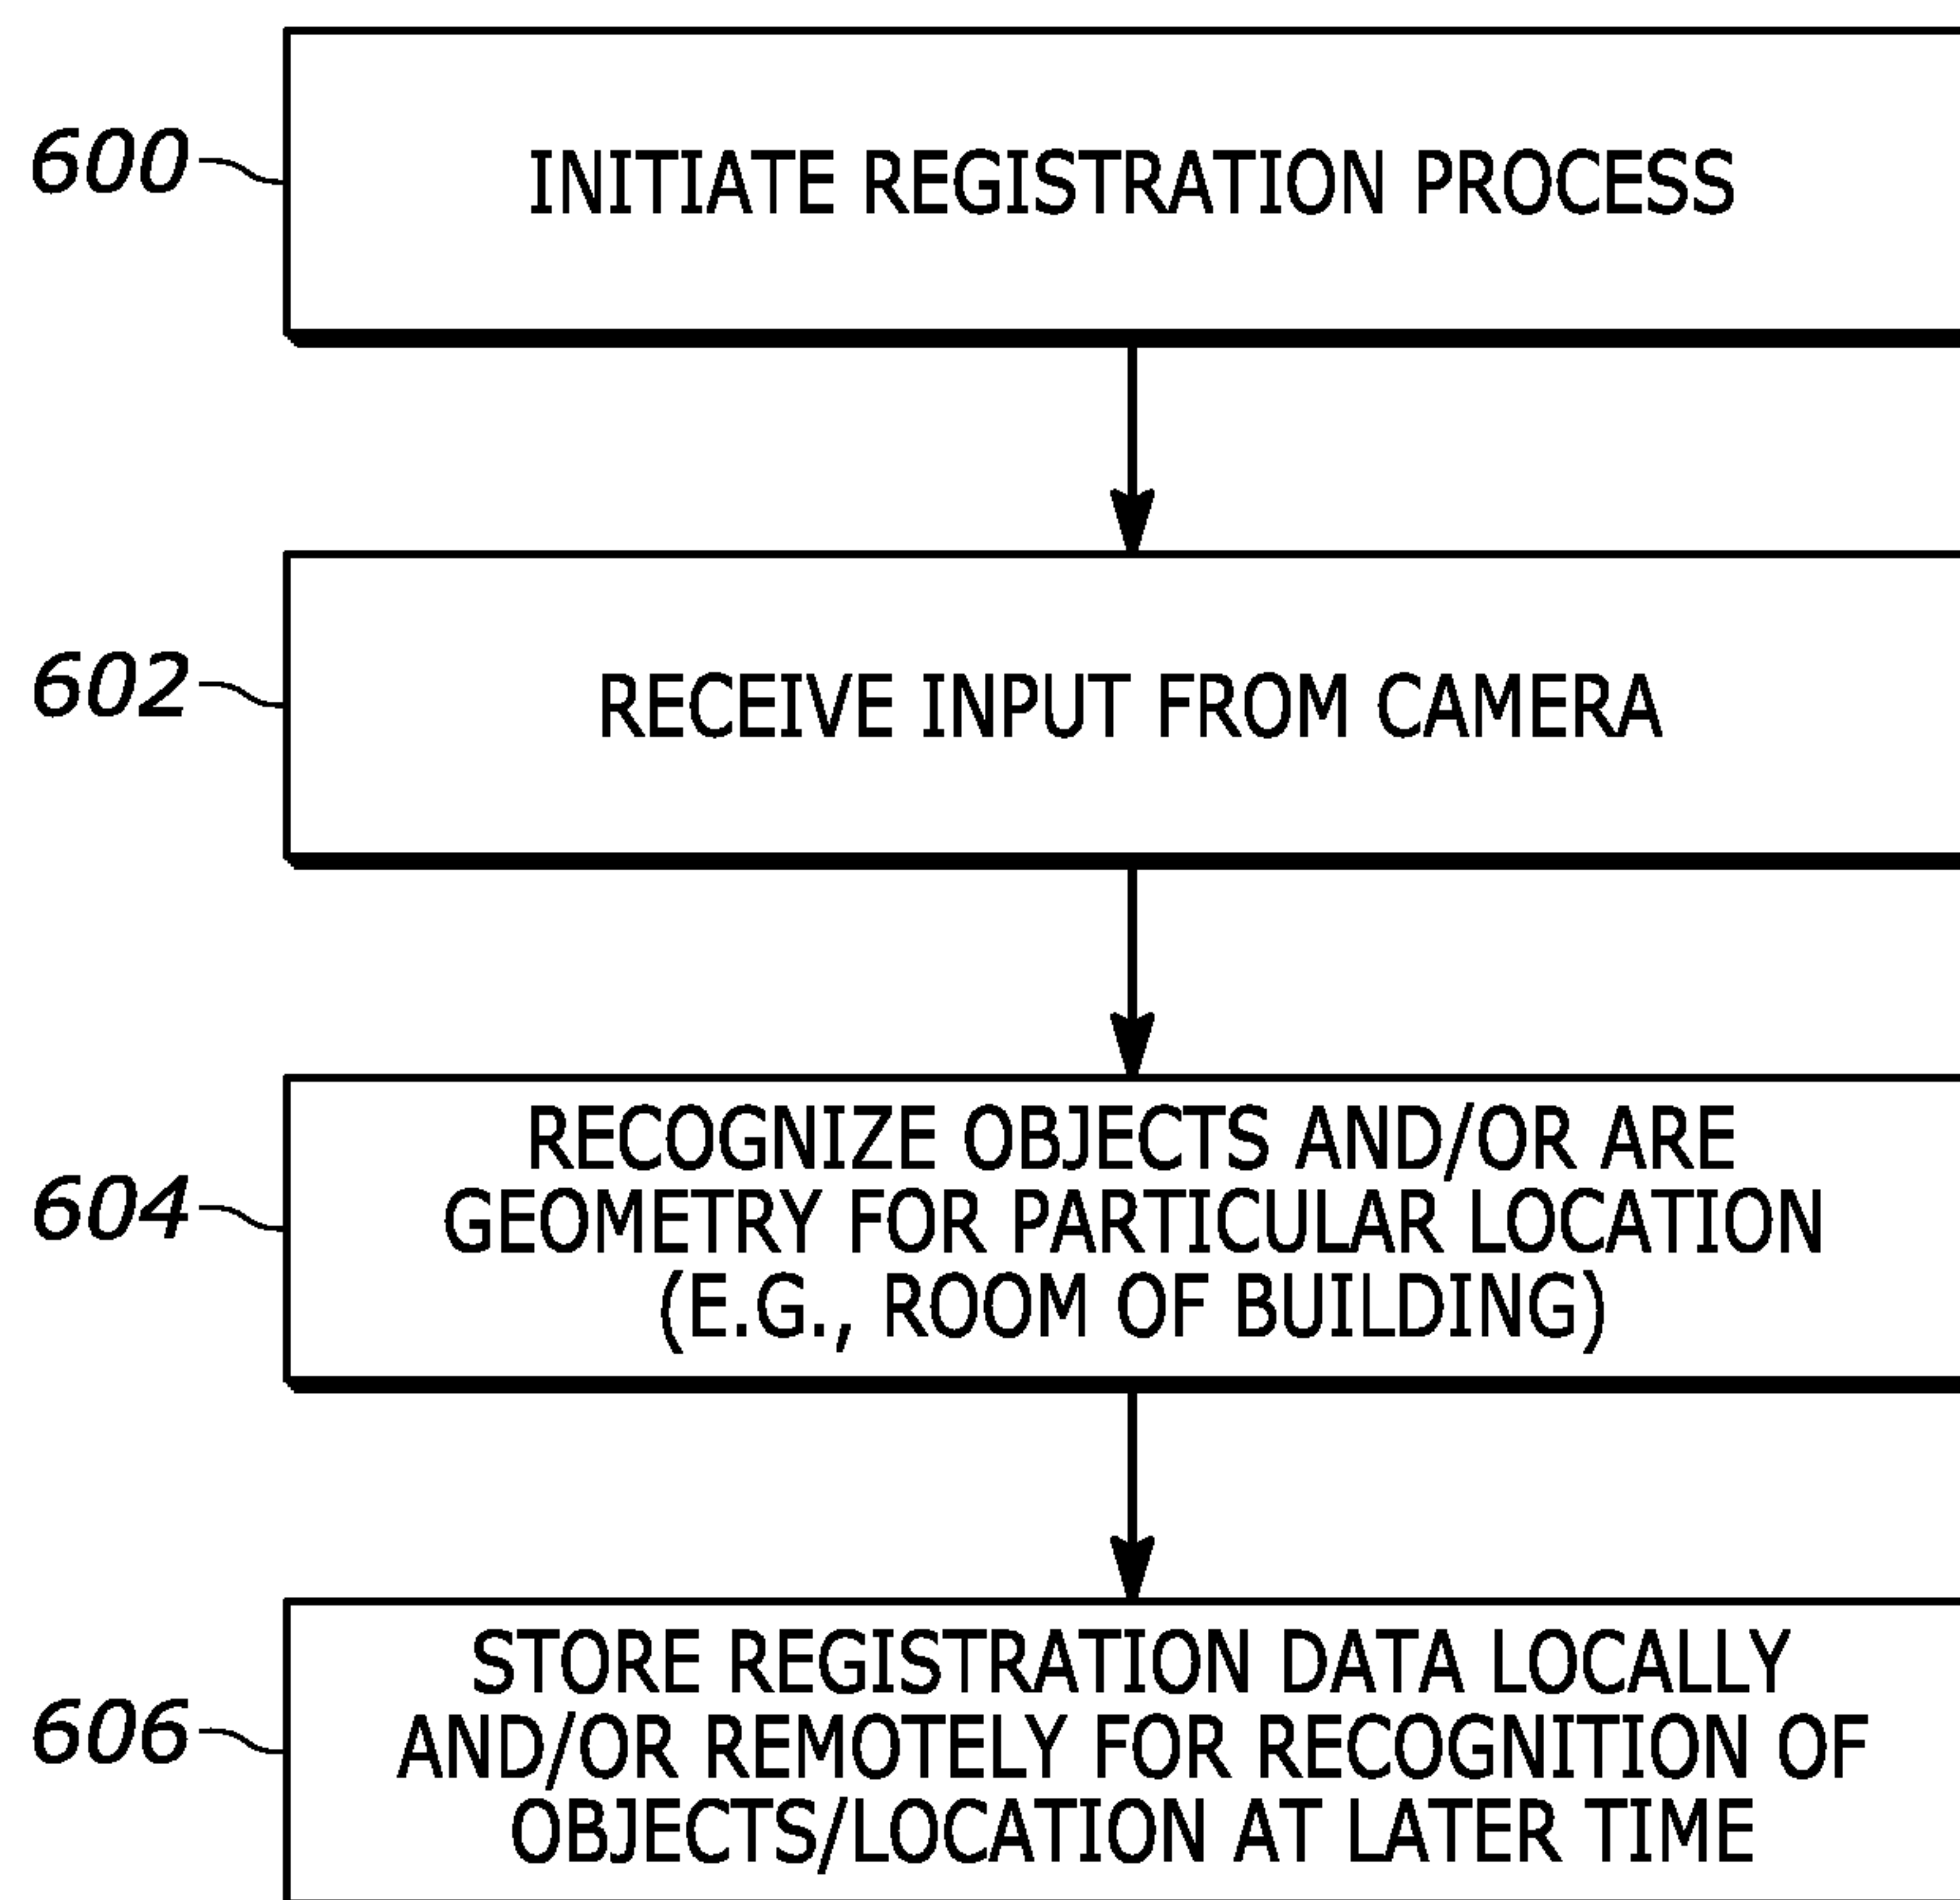 600
INITIATE REGISTRATION PROCESS
602
RECEIVE INPUT FROM CAMERA
604
RECOGNIZE OBJECTS AND/OR ARE
GEOMETRY FOR PARTICULAR LOCATION
(E.G., ROOM OF BUILDING)
606
STORE REGISTRATION DATA LOCALLY
AND/OR REMOTELY FOR RECOGNITION OF
OBJECTS/LOCATION AT LATER TIME